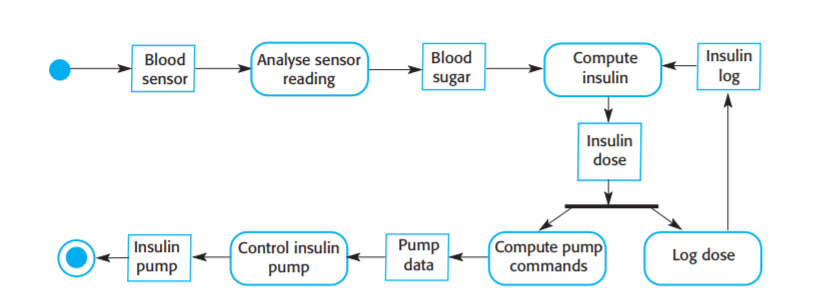 Blood
sensor
Analyse sensor
reading
Blood
sugar
Compute
insulin
Insulin
log
Insulin
dose
Insulin
pump
Control insulin
pump
Pump
data
Compute pump
commands
Log dose